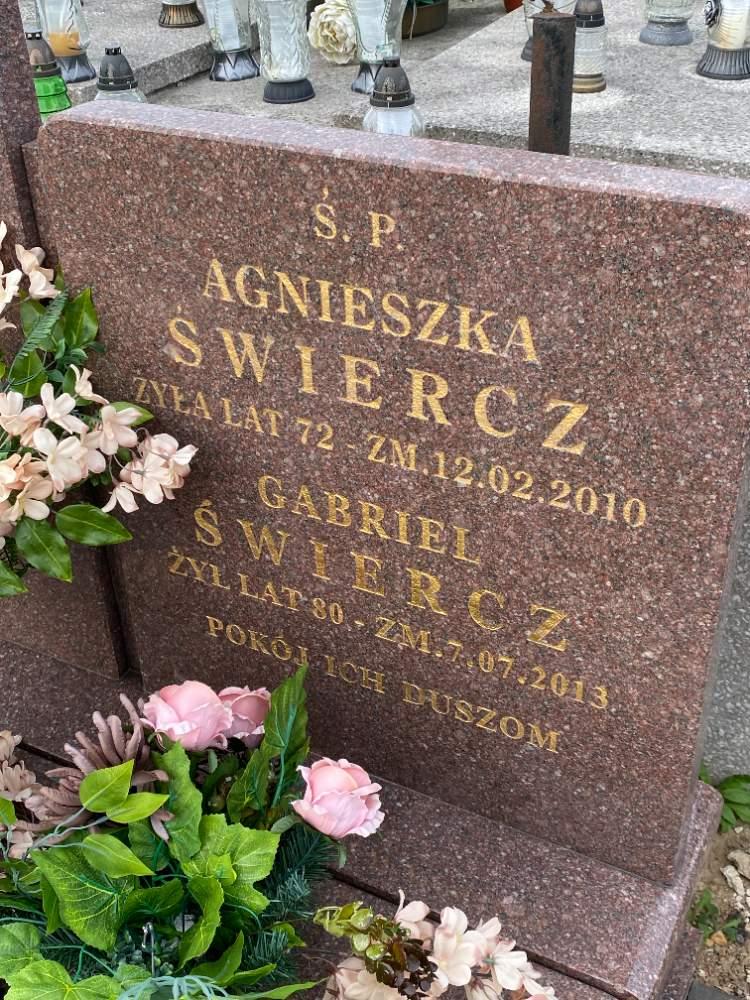 Ś. P.
AGNIESZKA
ŚWIERCZ
ŻYŁA LAT 72 - ZM.12.02.2010
GABRIEL
ŚWIERCZ
ŻYŁ LAT 80 - ZM.7.07.2013
POKÓJ ICH DUSZOM